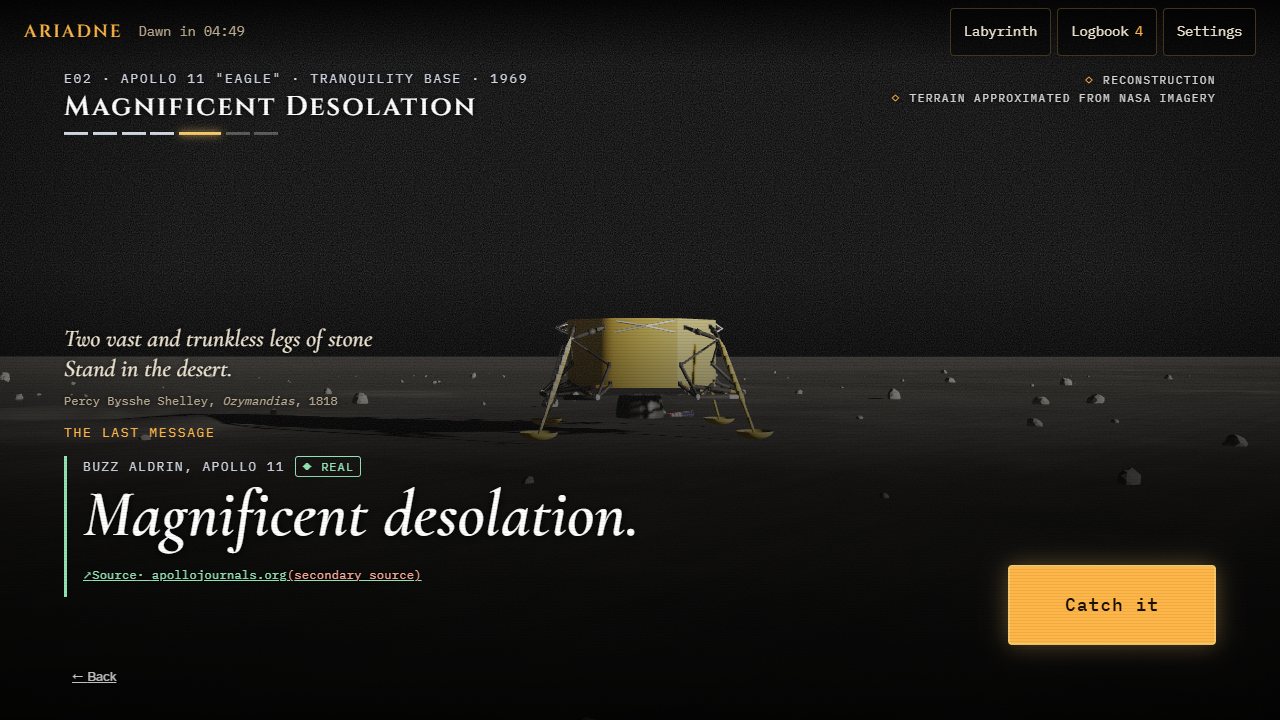 ARIADNE Dawn in 04:49 Labyrinth Logbook 4 Settings
E02 · APOLLO 11 "EAGLE" · TRANQUILITY BASE · 1969
Magnificent Desolation
◇ RECONSTRUCTION
◇ TERRAIN APPROXIMATED FROM NASA IMAGERY
Two vast and trunkless legs of stone
Stand in the desert.
Percy Bysshe Shelley, Ozymandias, 1818
THE LAST MESSAGE
BUZZ ALDRIN, APOLLO 11 ◆ REAL
Magnificent desolation.
↗Source· apollojournals.org(secondary source)
Catch it
← Back